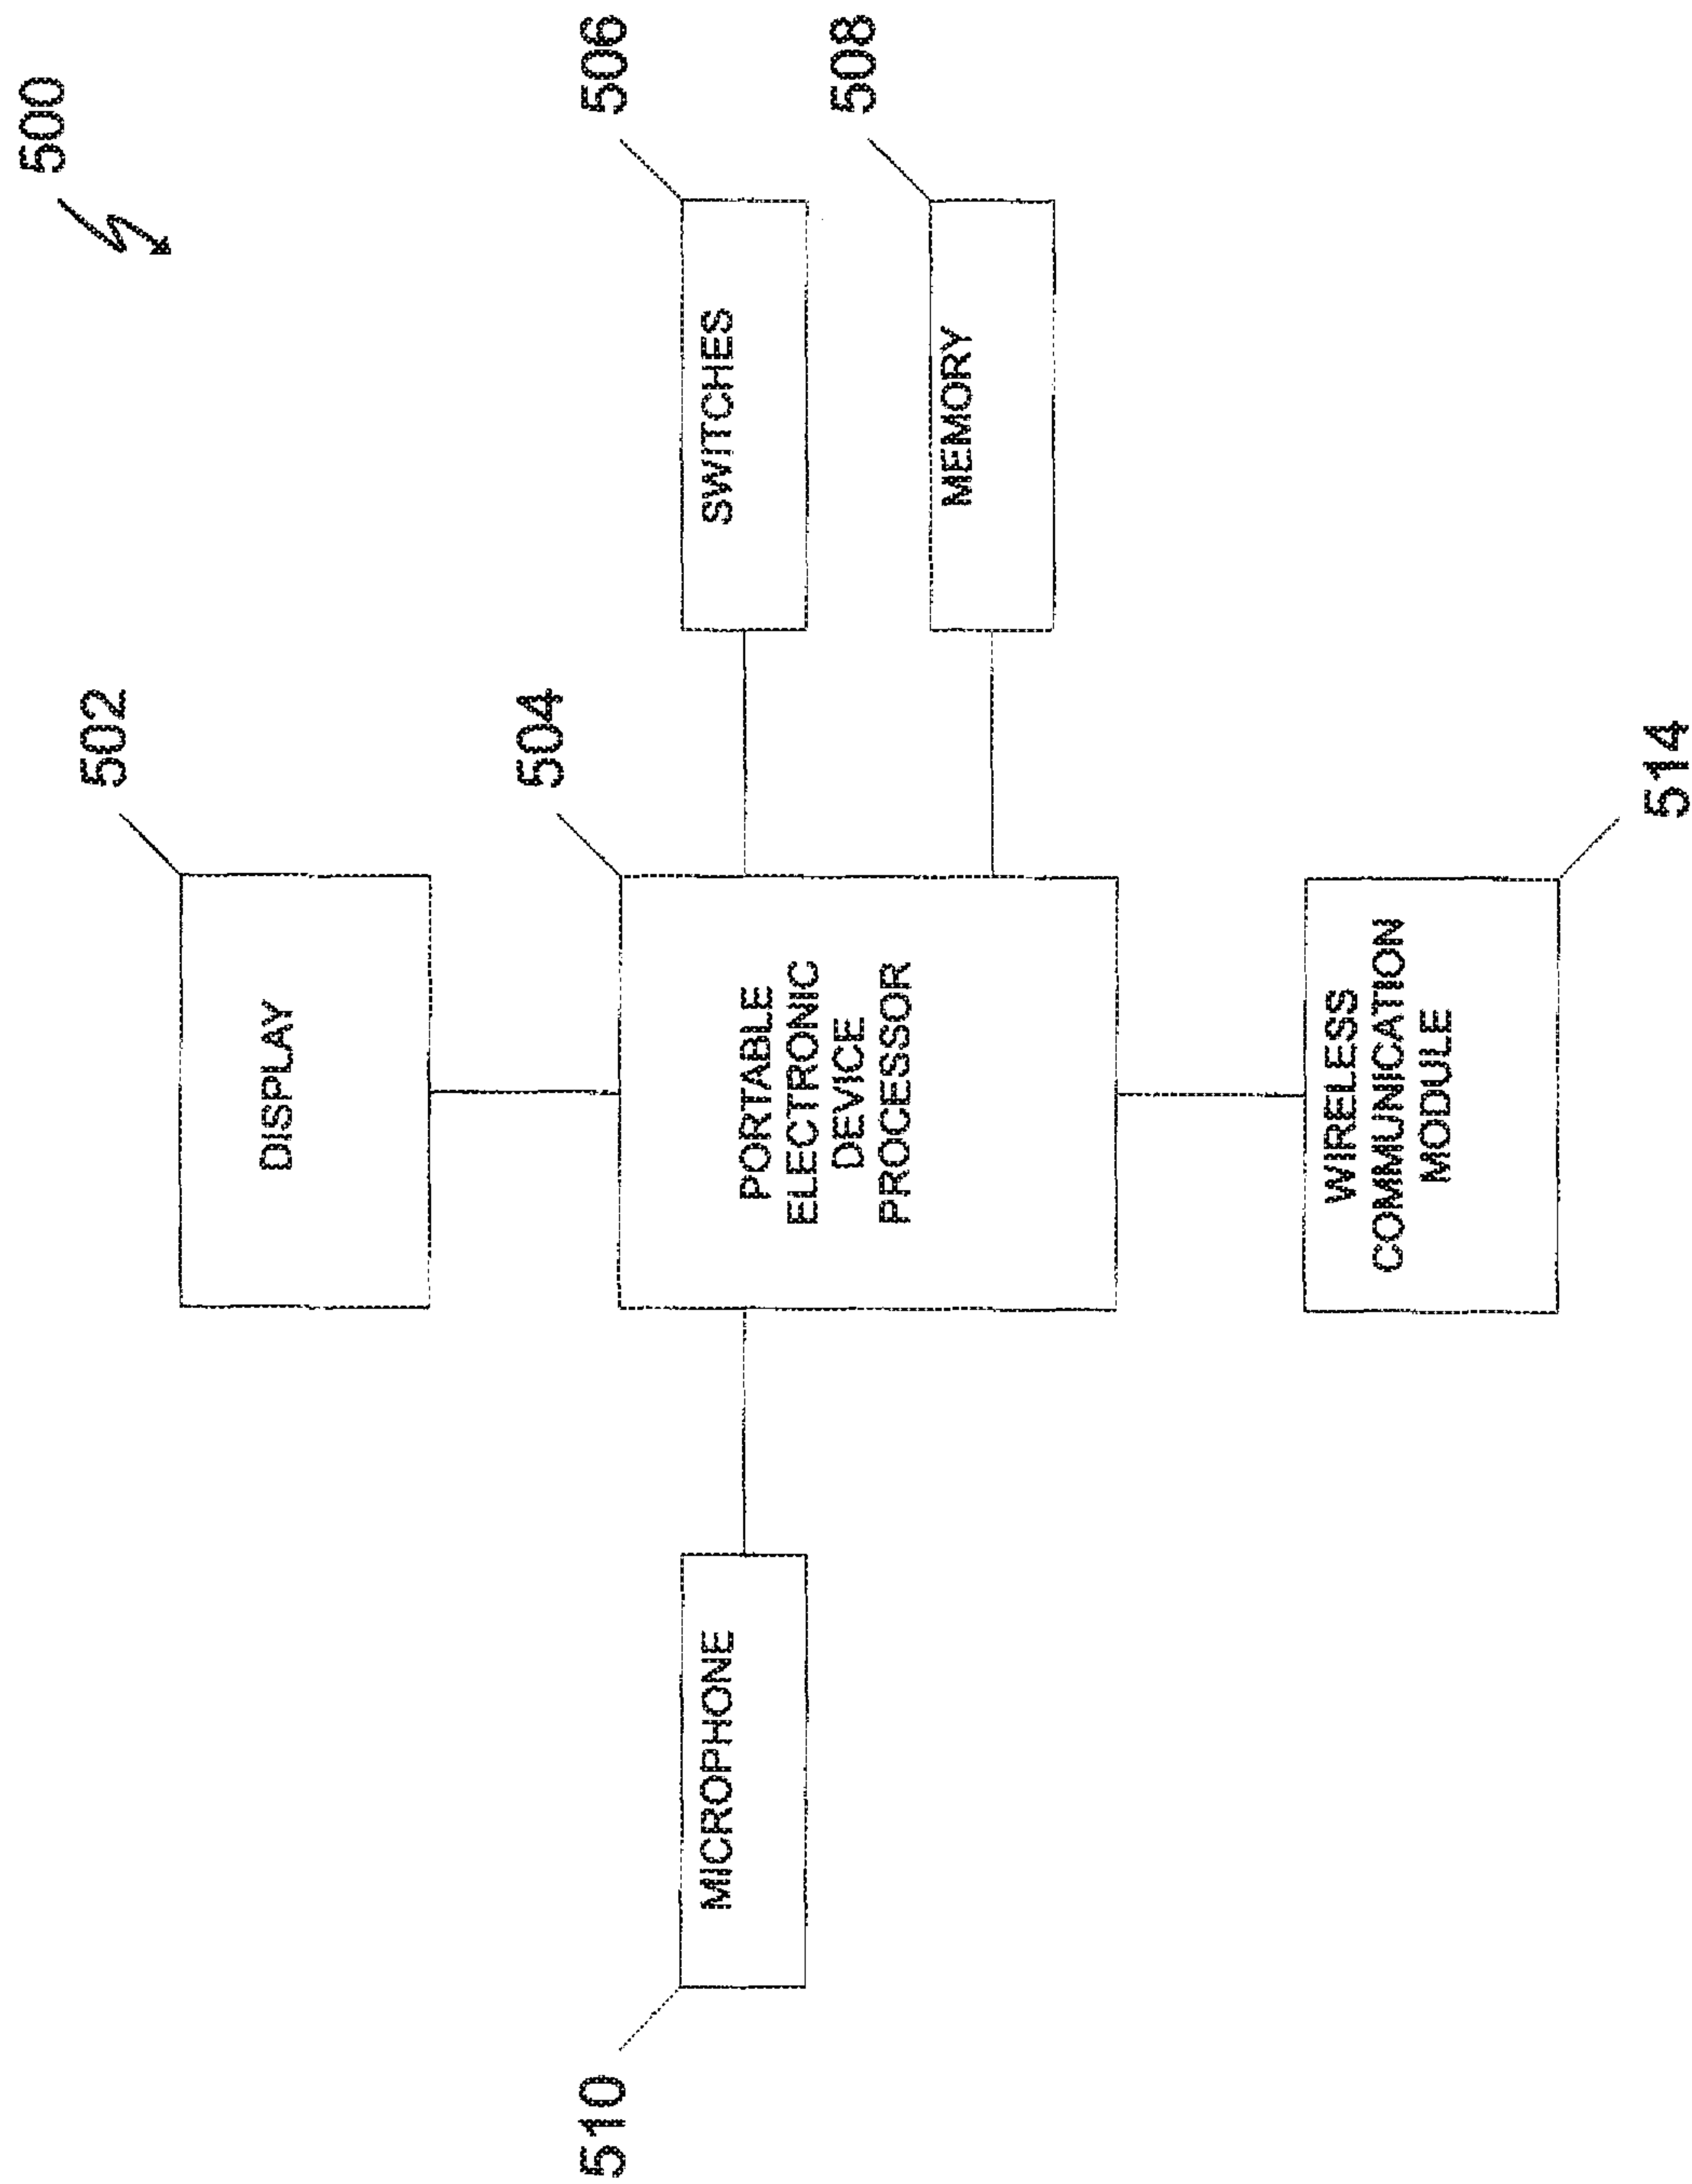 500
502
DISPLAY
504
PORTABLE
ELECTRONIC
DEVICE
PROCESSOR
506
SWITCHES
508
MEMORY
510
MICROPHONE
WIRELESS
COMMUNICATION
MODULE
514